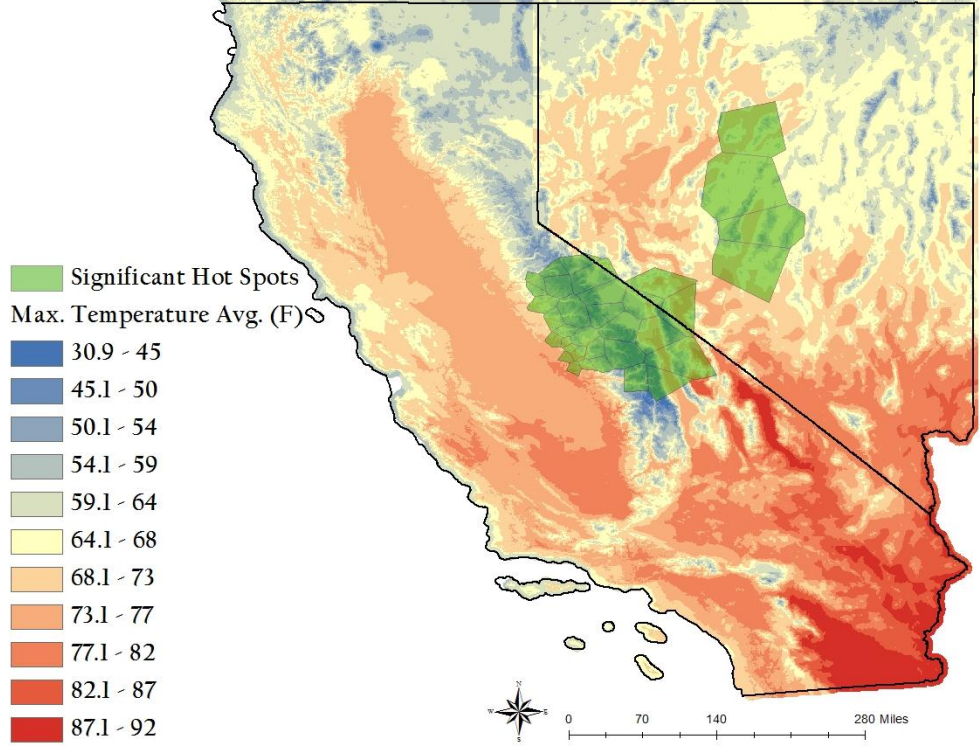 Significant Hot Spots
Max. Temperature Avg. (F)
30.9 - 45
45.1 - 50
50.1 - 54
54.1 - 59
59.1 - 64
64.1 - 68
68.1 - 73
73.1 - 77
77.1 - 82
82.1 - 87
87.1 - 92
N
W E
S
0 70 140 280 Miles